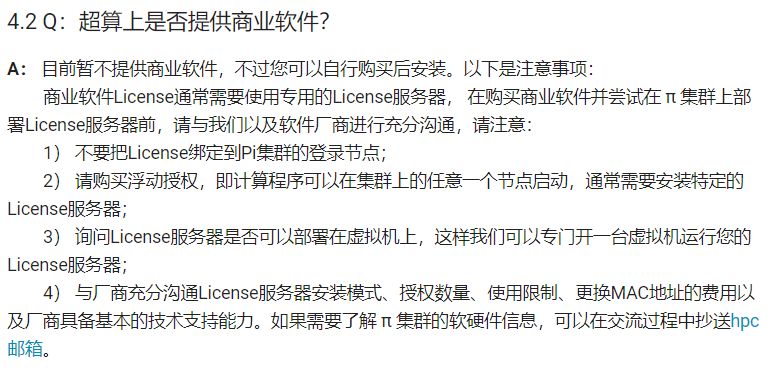 4.2 Q：超算上是否提供商业软件？
A： 目前暂不提供商业软件，不过您可以自行购买后安装。以下是注意事项：
商业软件License通常需要使用专用的License服务器， 在购买商业软件并尝试在 π 集群上部
署License服务器前，请与我们以及软件厂商进行充分沟通，请注意：
1） 不要把License绑定到Pi集群的登录节点；
2） 请购买浮动授权，即计算程序可以在集群上的任意一个节点启动，通常需要安装特定的
License服务器；
3） 询问License服务器是否可以部署在虚拟机上，这样我们可以专门开一台虚拟机运行您的
License服务器；
4） 与厂商充分沟通License服务器安装模式、授权数量、使用限制、更换MAC地址的费用以
及厂商具备基本的技术支持能力。如果需要了解 π 集群的软硬件信息，可以在交流过程中抄送hpc
邮箱。